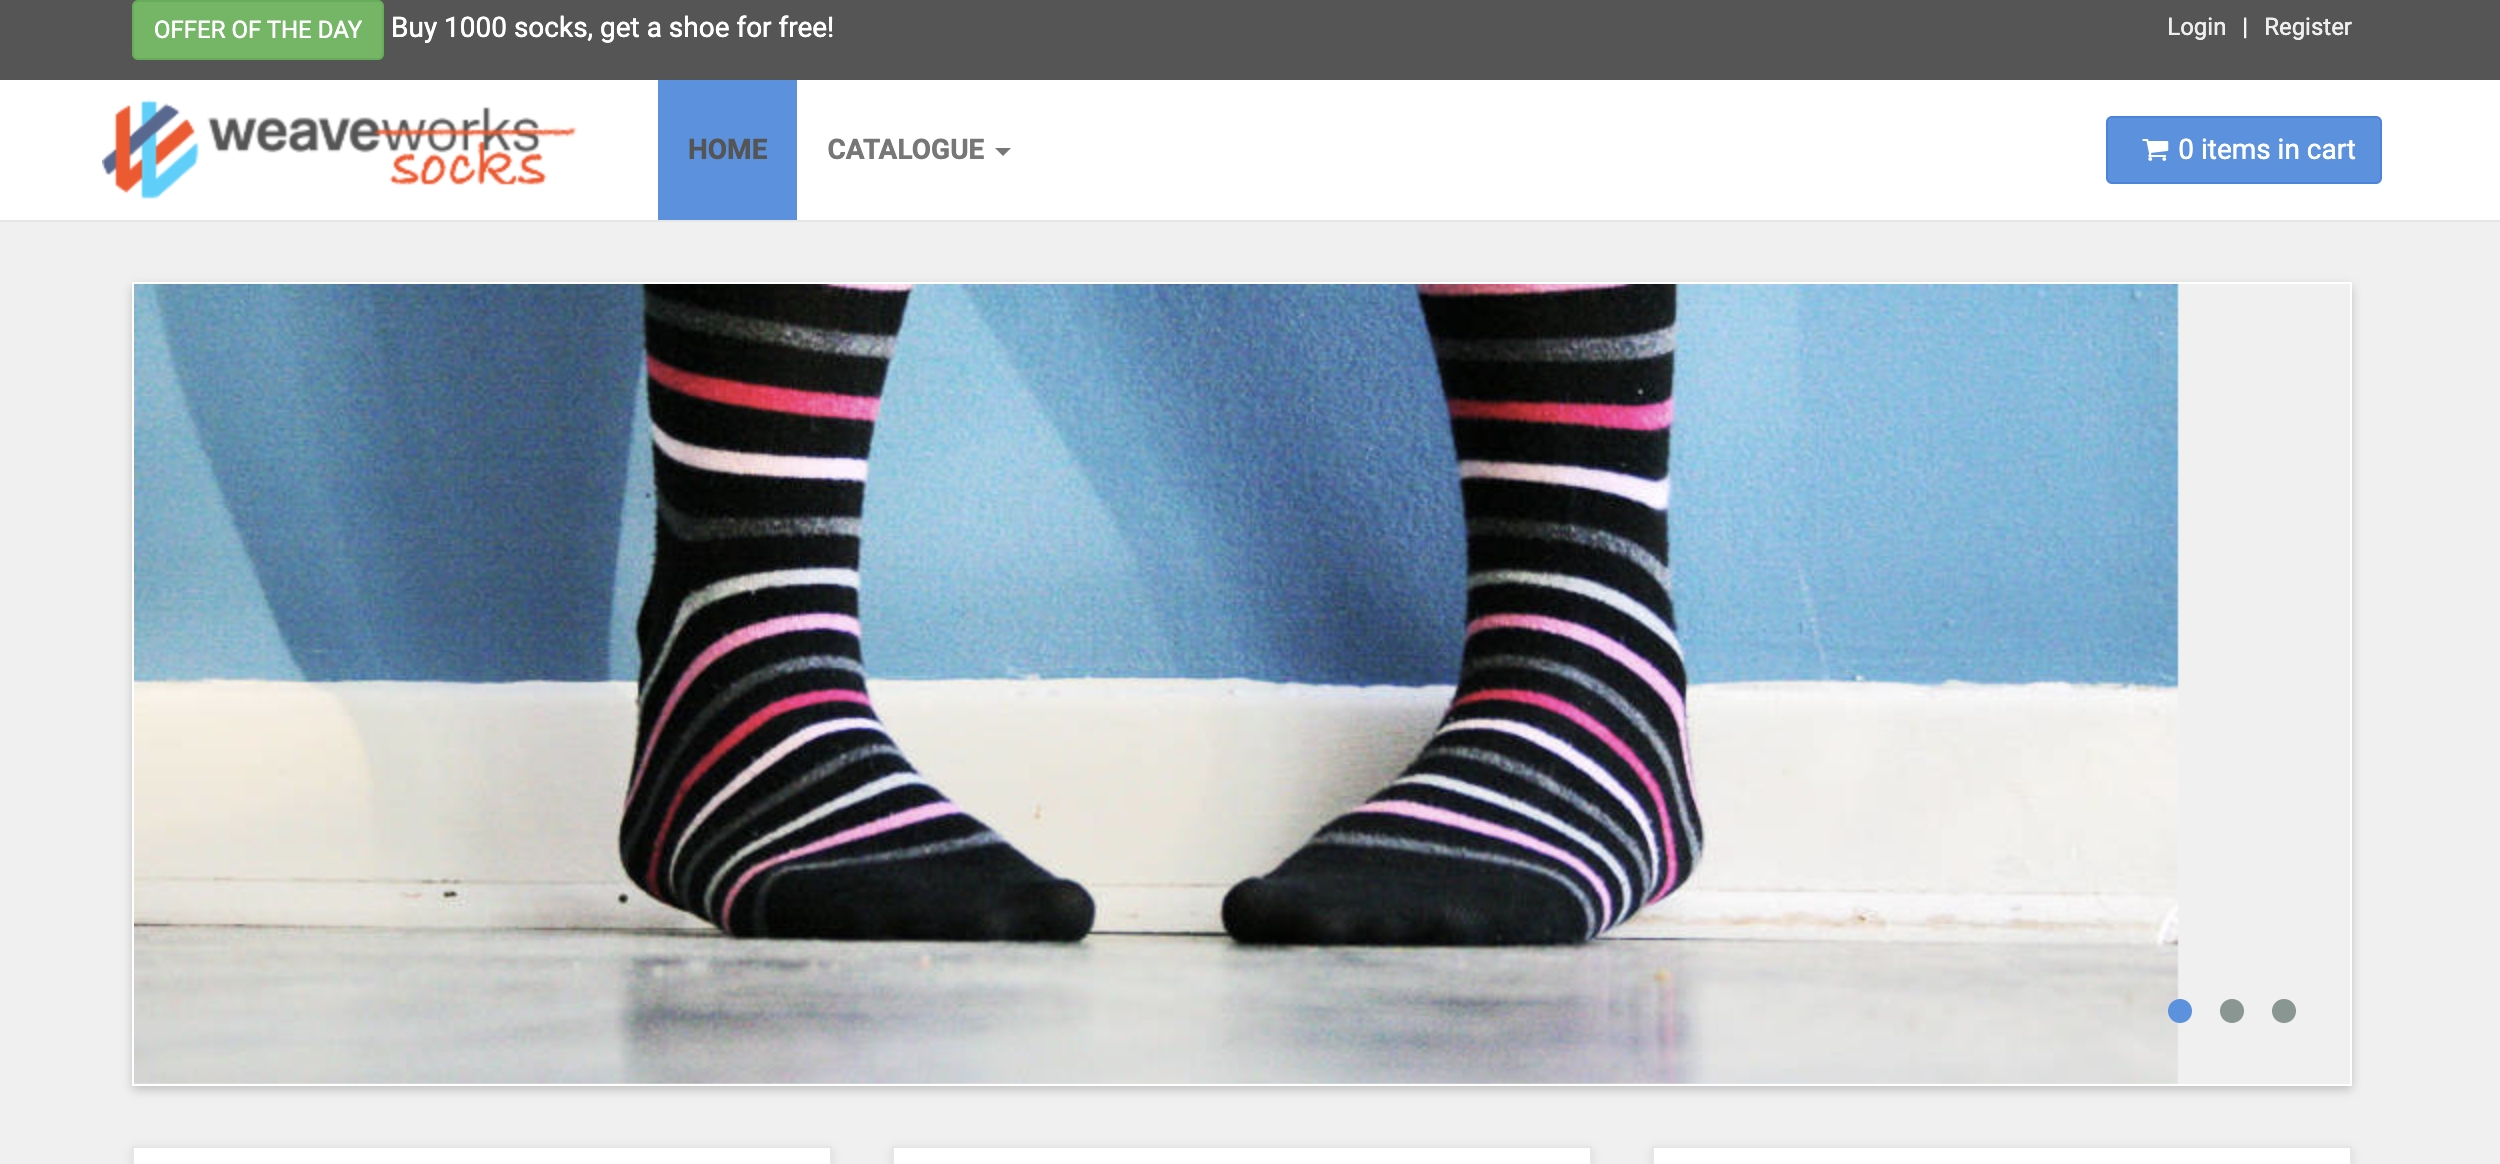 OFFER OF THE DAY Buy 1000 socks, get a shoe for free! Login | Register
weaveworks
socks
HOME CATALOGUE 0 items in cart